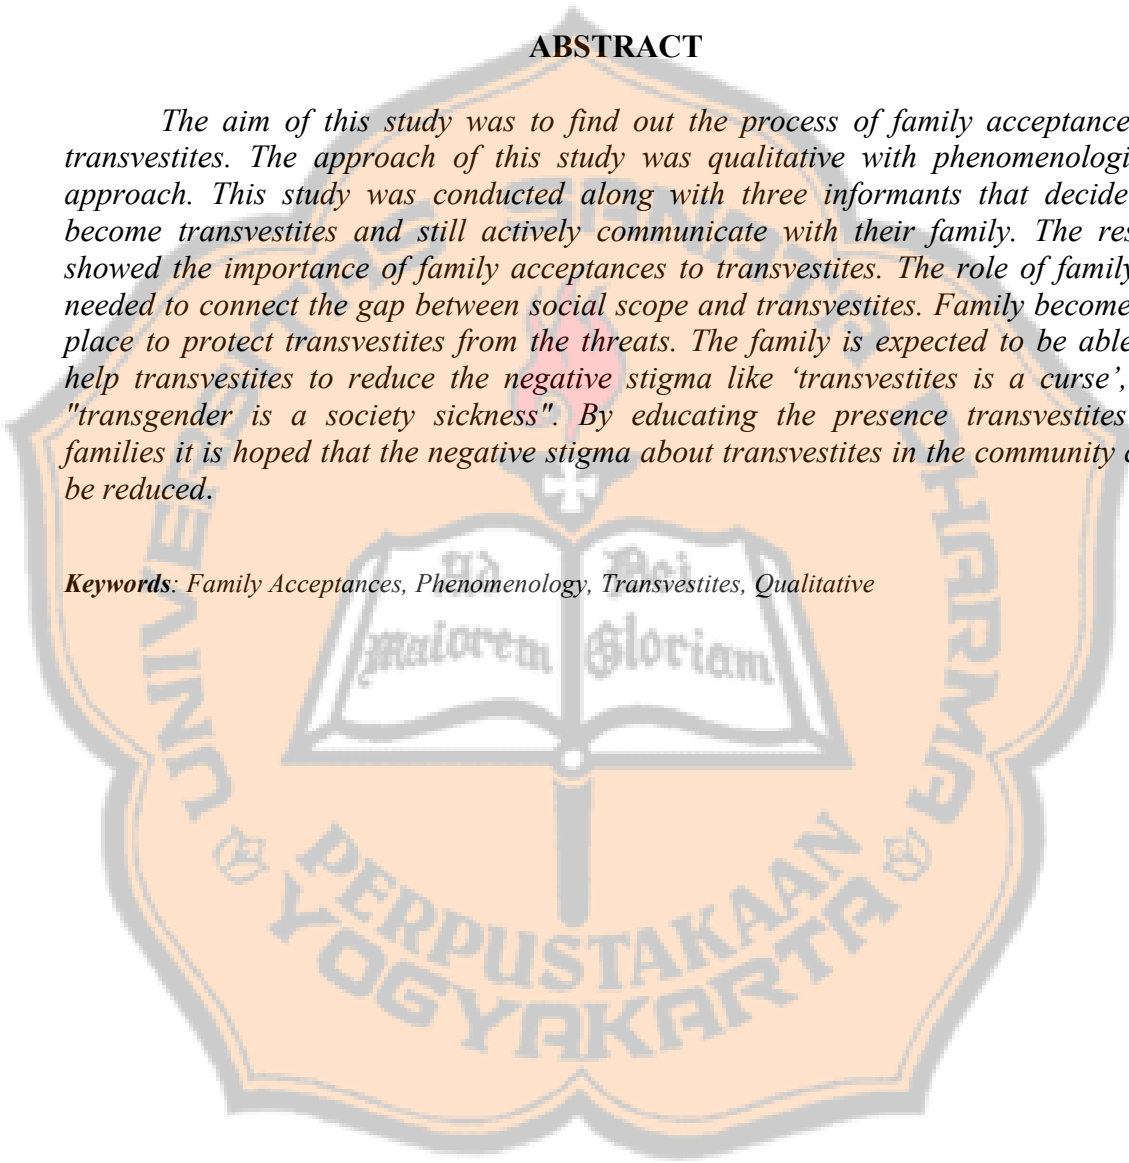 ABSTRACT
The aim of this study was to find out the process of family acceptance
transvestites. The approach of this study was qualitative with phenomenologi
approach. This study was conducted along with three informants that decide
become transvestites and still actively communicate with their family. The res
showed the importance of family acceptances to transvestites. The role of family
needed to connect the gap between social scope and transvestites. Family become
place to protect transvestites from the threats. The family is expected to be able
help transvestites to reduce the negative stigma like ‘transvestites is a curse’,
"transgender is a society sickness". By educating the presence transvestites
families it is hoped that the negative stigma about transvestites in the community c
be reduced.
Keywords: Family Acceptances, Phenomenology, Transvestites, Qualitative
UNIVERSITAS SANATA DHARMA
Ad Dei
maiorem Gloriam
PERPUSTAKAAN
YOGYAKARTA